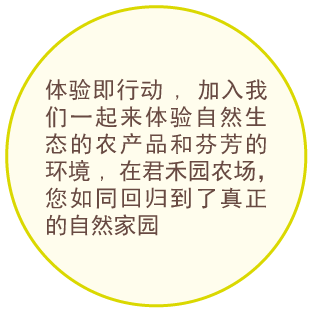 体验即行动，加入我
们一起来体验自然生
态的农产品和芬芳的
环境，在君禾园农场，
您如同回归到了真正
的自然家园